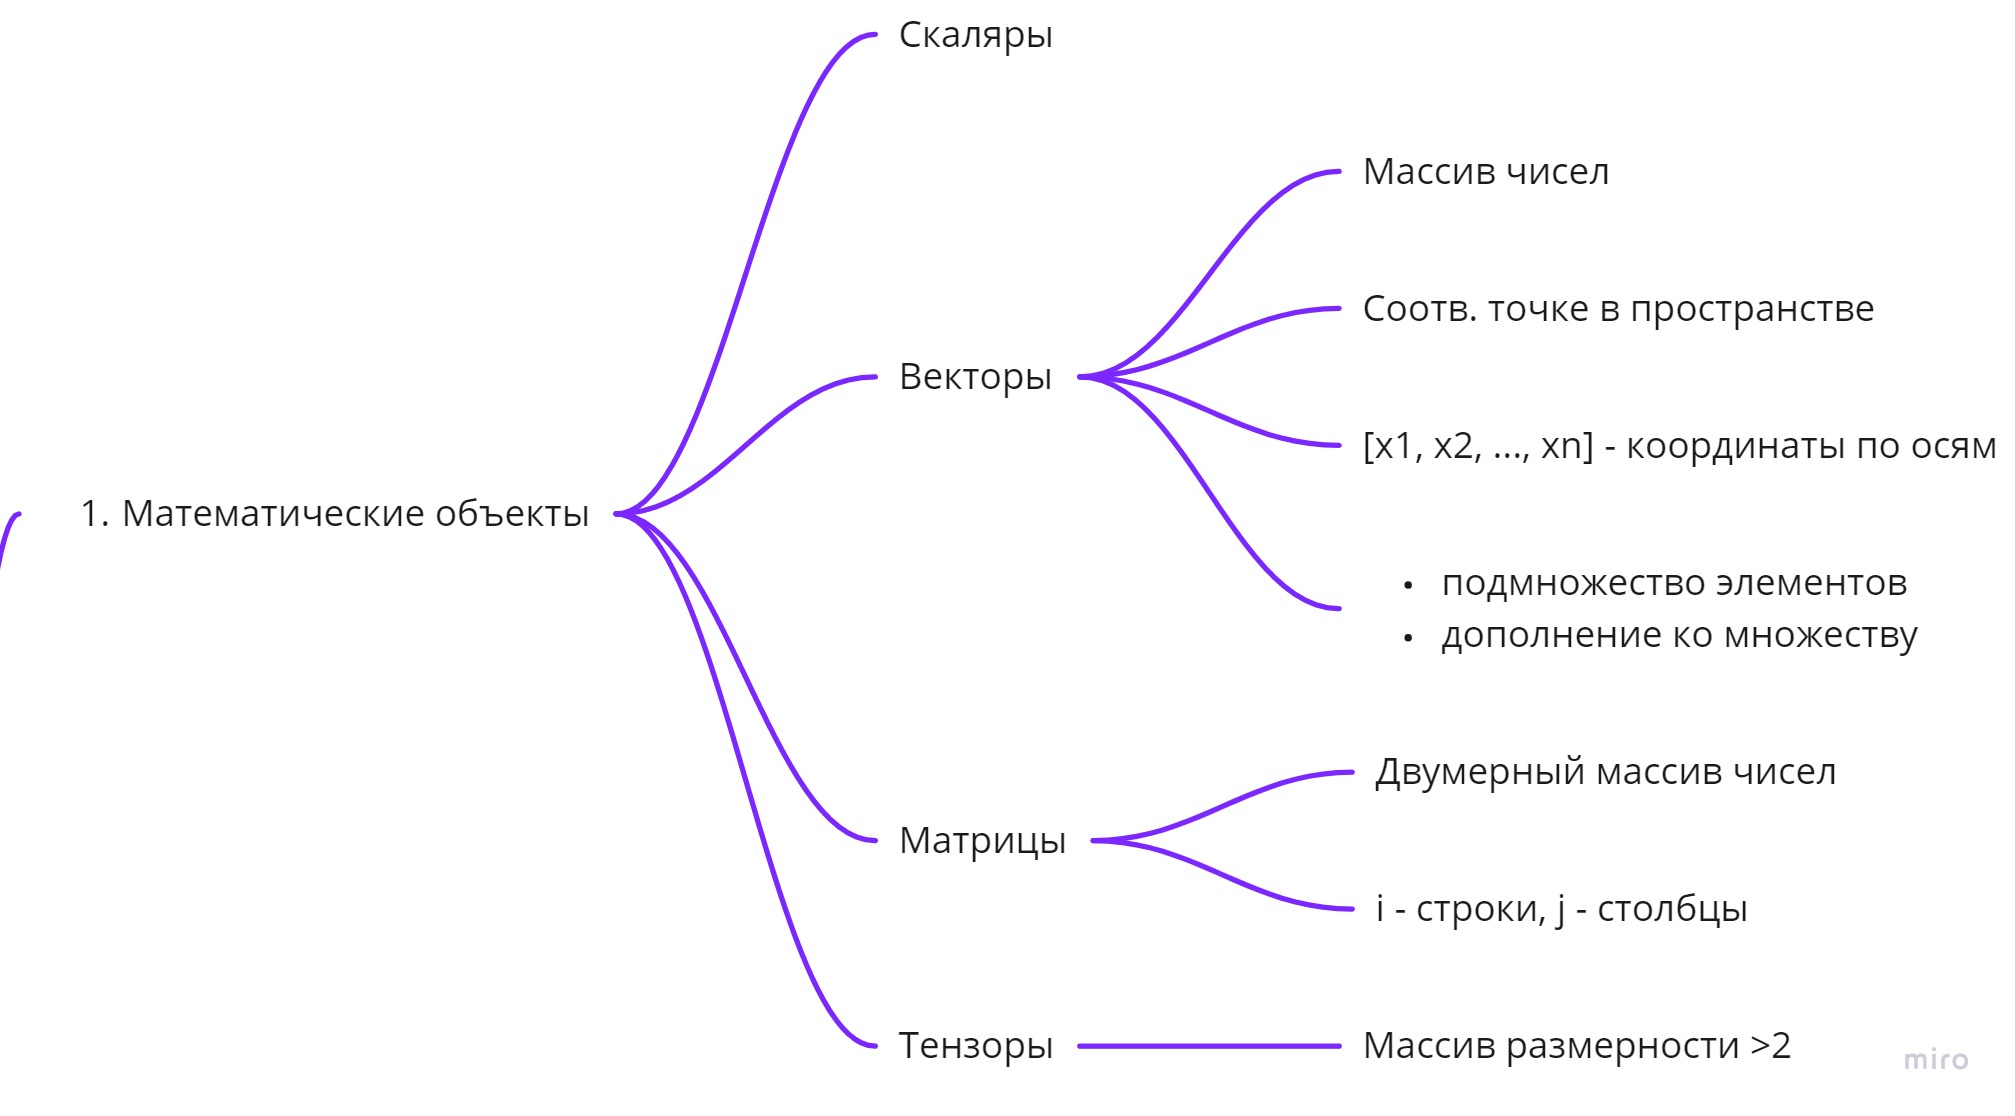 Скаляры
Массив чисел
Соотв. точке в пространстве
Векторы
[x1, x2, ..., xn] - координаты по осям
1. Математические объекты
• подмножество элементов
• дополнение ко множеству
Двумерный массив чисел
Матрицы
i - строки, j - столбцы
Тензоры
Массив размерности >2
miro